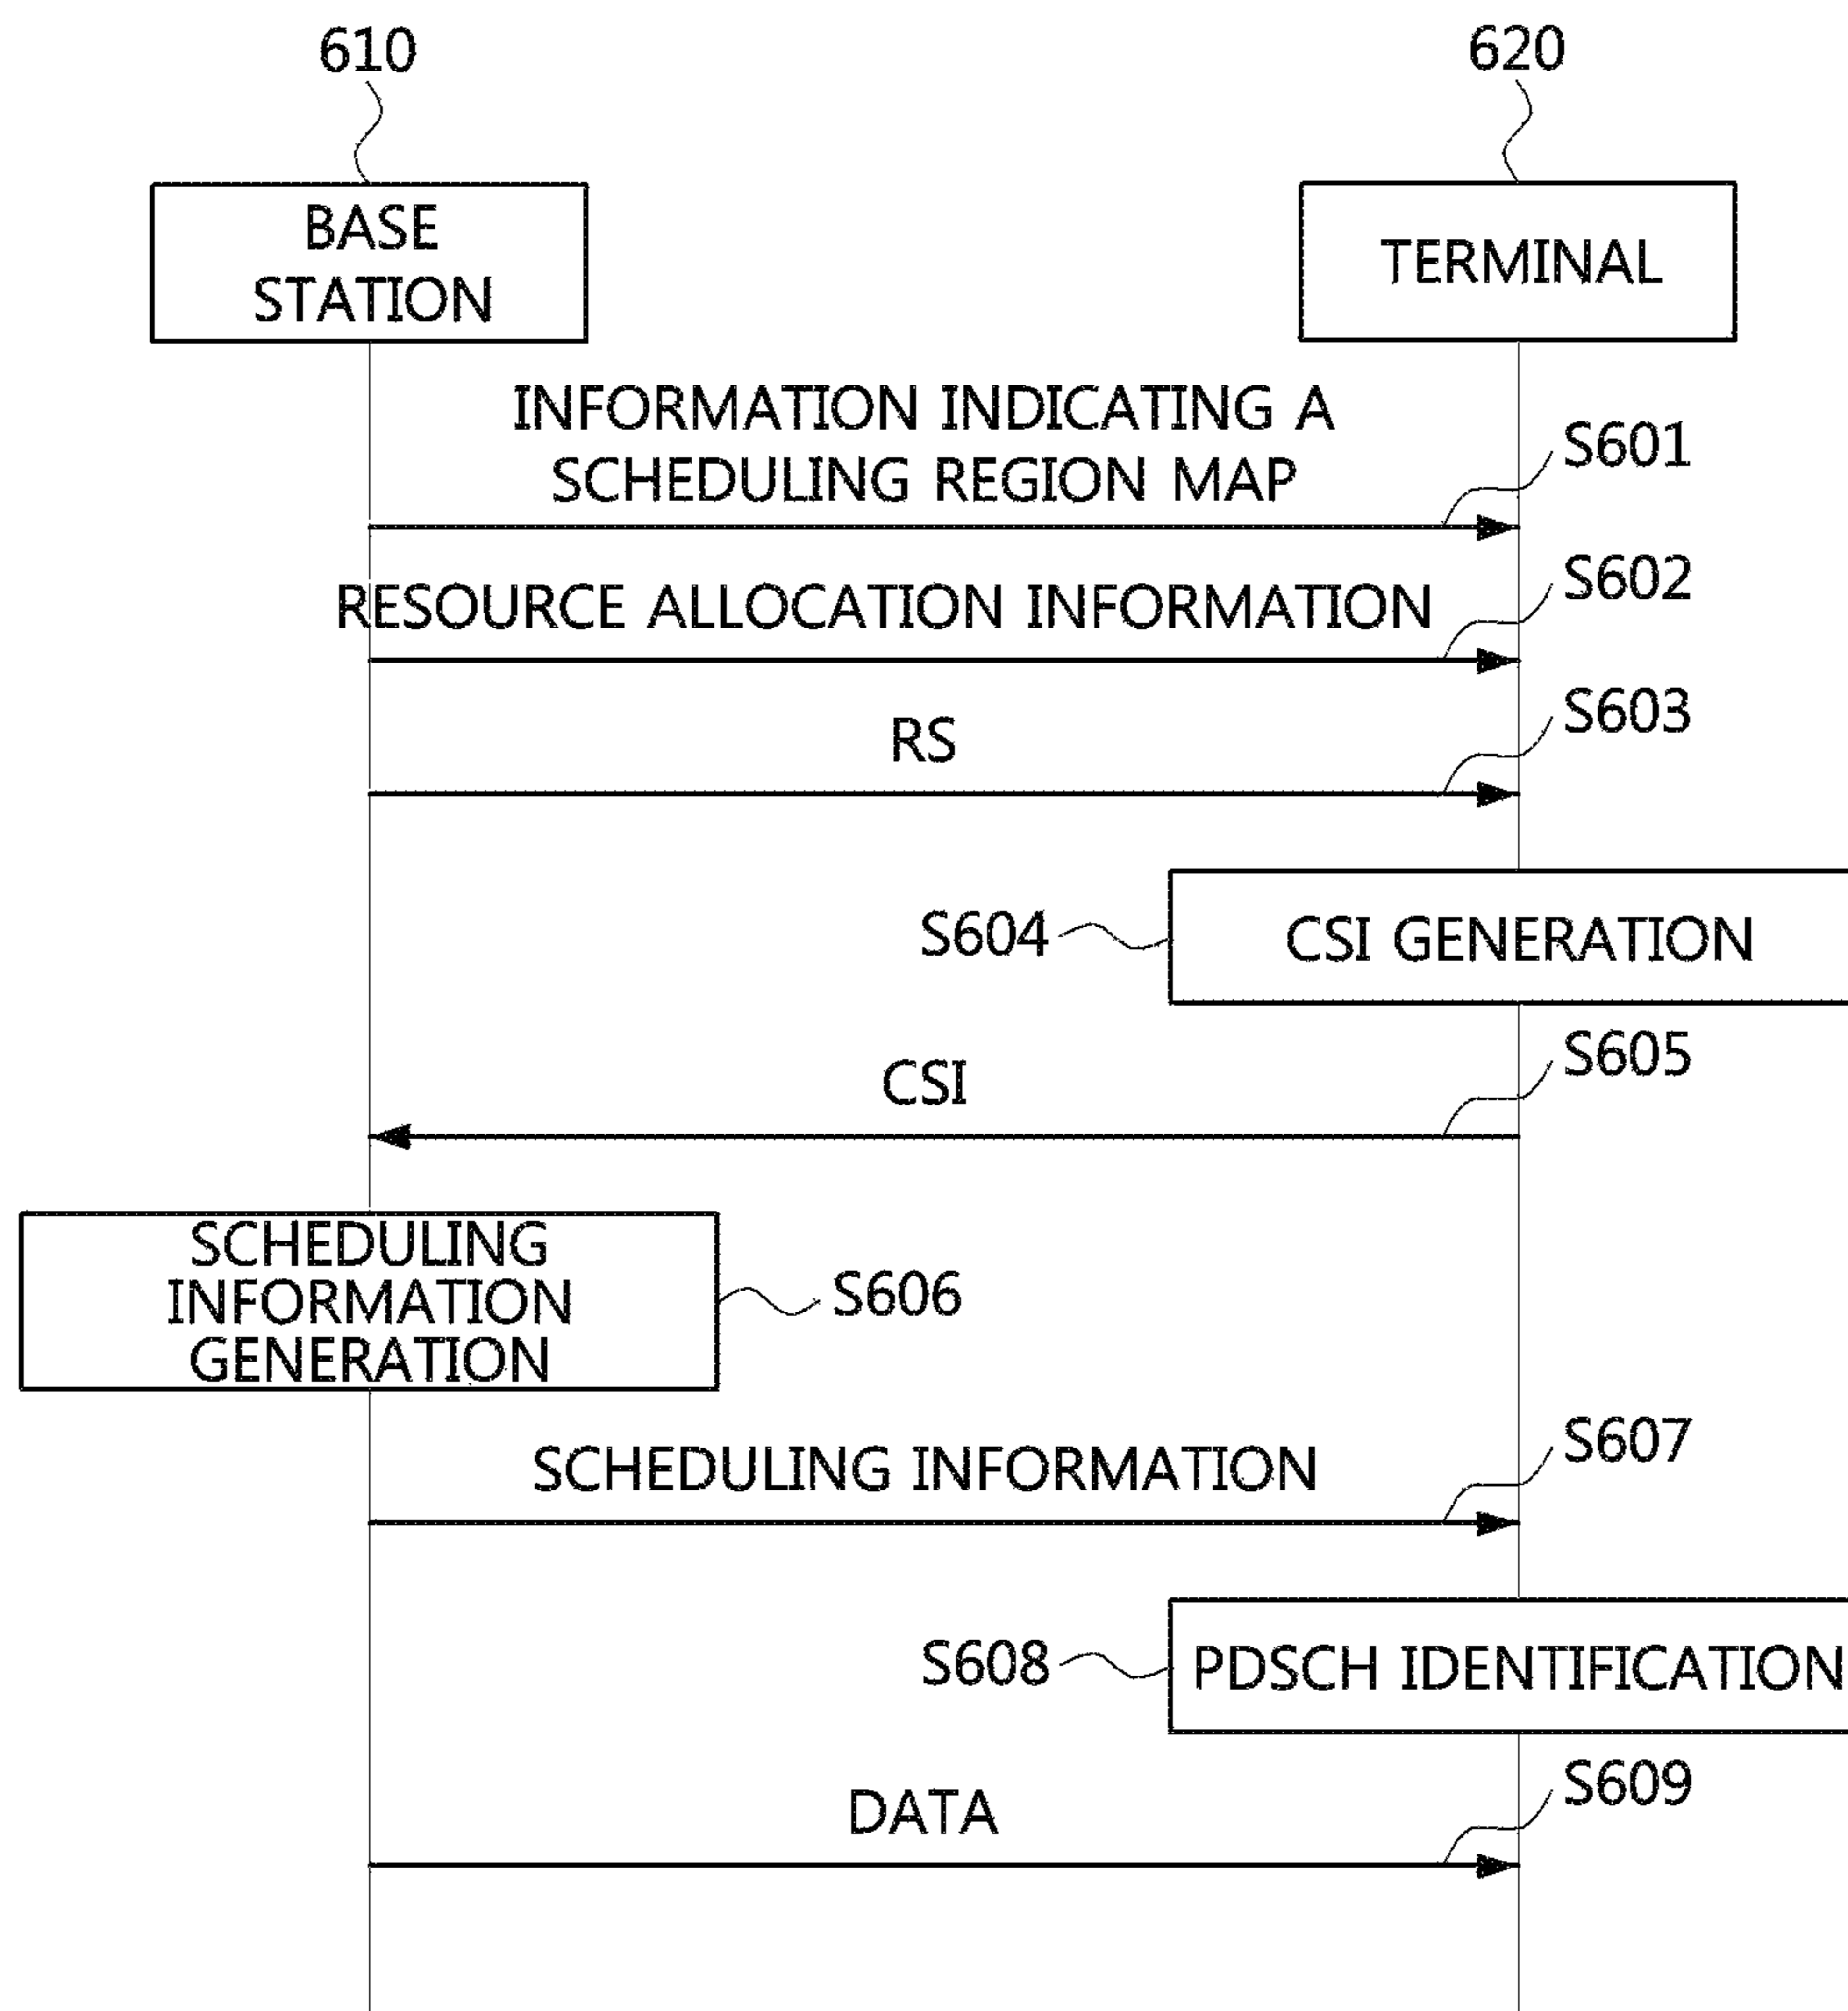 610
620
BASE
STATION
TERMINAL
INFORMATION INDICATING A
SCHEDULING REGION MAP
S601
RESOURCE ALLOCATION INFORMATION
S602
RS
S603
S604
CSI GENERATION
CSI
S605
SCHEDULING
INFORMATION
GENERATION
S606
SCHEDULING INFORMATION
S607
S608
PDSCH IDENTIFICATION
DATA
S609